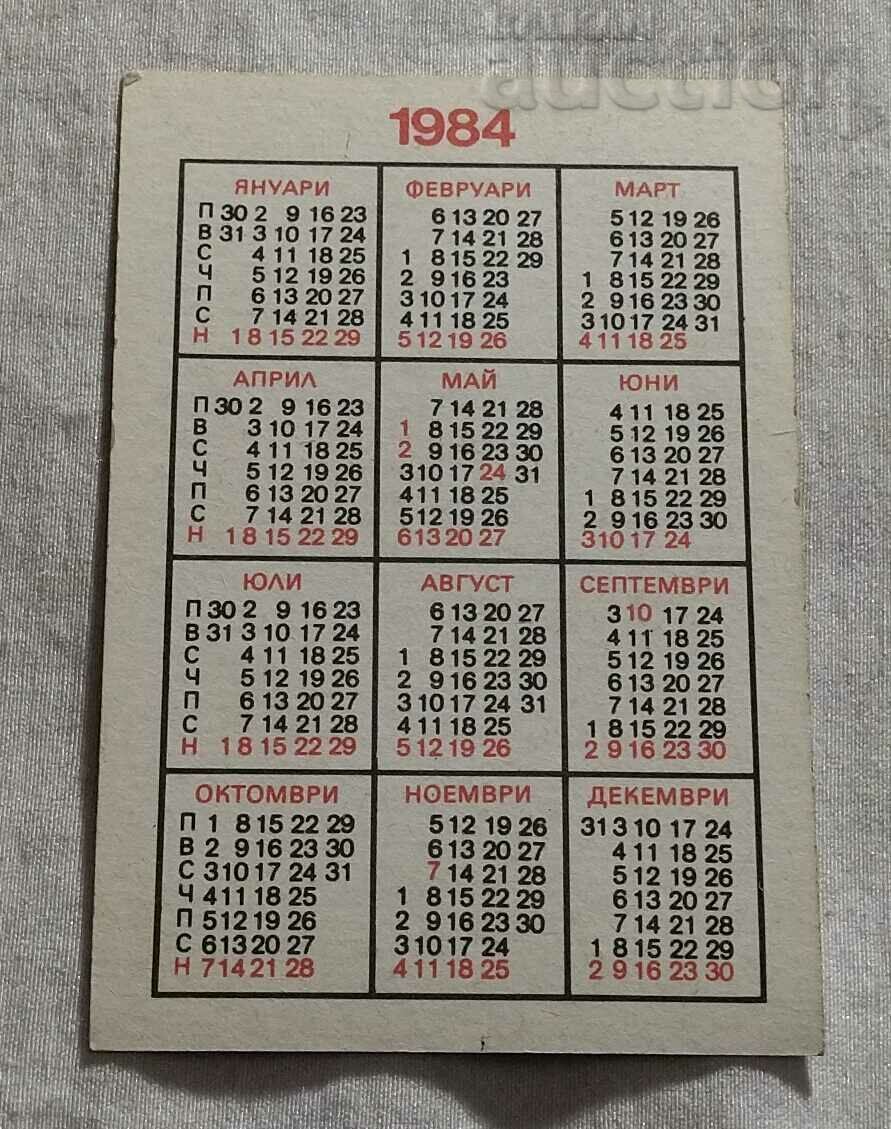 BALKAN
auction
1984
ЯНУАРИ
П 30 2 9 16 23
В 31 3 10 17 24
С 4 11 18 25
Ч 5 12 19 26
П 6 13 20 27
С 7 14 21 28
Н 1 8 15 22 29
ФЕВРУАРИ
6 13 20 27
7 14 21 28
1 8 15 22 29
2 9 16 23
3 10 17 24
4 11 18 25
5 12 19 26
МАРТ
5 12 19 26
6 13 20 27
7 14 21 28
1 8 15 22 29
2 9 16 23 30
3 10 17 24 31
4 11 18 25
АПРИЛ
П 30 2 9 16 23
В 3 10 17 24
С 4 11 18 25
Ч 5 12 19 26
П 6 13 20 27
С 7 14 21 28
Н 1 8 15 22 29
МАЙ
7 14 21 28
1 8 15 22 29
2 9 16 23 30
3 10 17 24 31
4 11 18 25
5 12 19 26
6 13 20 27
ЮНИ
4 11 18 25
5 12 19 26
6 13 20 27
7 14 21 28
1 8 15 22 29
2 9 16 23 30
3 10 17 24
ЮЛИ
П 30 2 9 16 23
В 31 3 10 17 24
С 4 11 18 25
Ч 5 12 19 26
П 6 13 20 27
С 7 14 21 28
Н 1 8 15 22 29
АВГУСТ
6 13 20 27
7 14 21 28
1 8 15 22 29
2 9 16 23 30
3 10 17 24 31
4 11 18 25
5 12 19 26
СЕПТЕМВРИ
3 10 17 24
4 11 18 25
5 12 19 26
6 13 20 27
7 14 21 28
1 8 15 22 29
2 9 16 23 30
ОКТОМВРИ
П 1 8 15 22 29
В 2 9 16 23 30
С 3 10 17 24 31
Ч 4 11 18 25
П 5 12 19 26
С 6 13 20 27
Н 7 14 21 28
НОЕМВРИ
5 12 19 26
6 13 20 27
7 14 21 28
1 8 15 22 29
2 9 16 23 30
3 10 17 24
4 11 18 25
ДЕКЕМВРИ
31 3 10 17 24
4 11 18 25
5 12 19 26
6 13 20 27
7 14 21 28
1 8 15 22 29
2 9 16 23 30